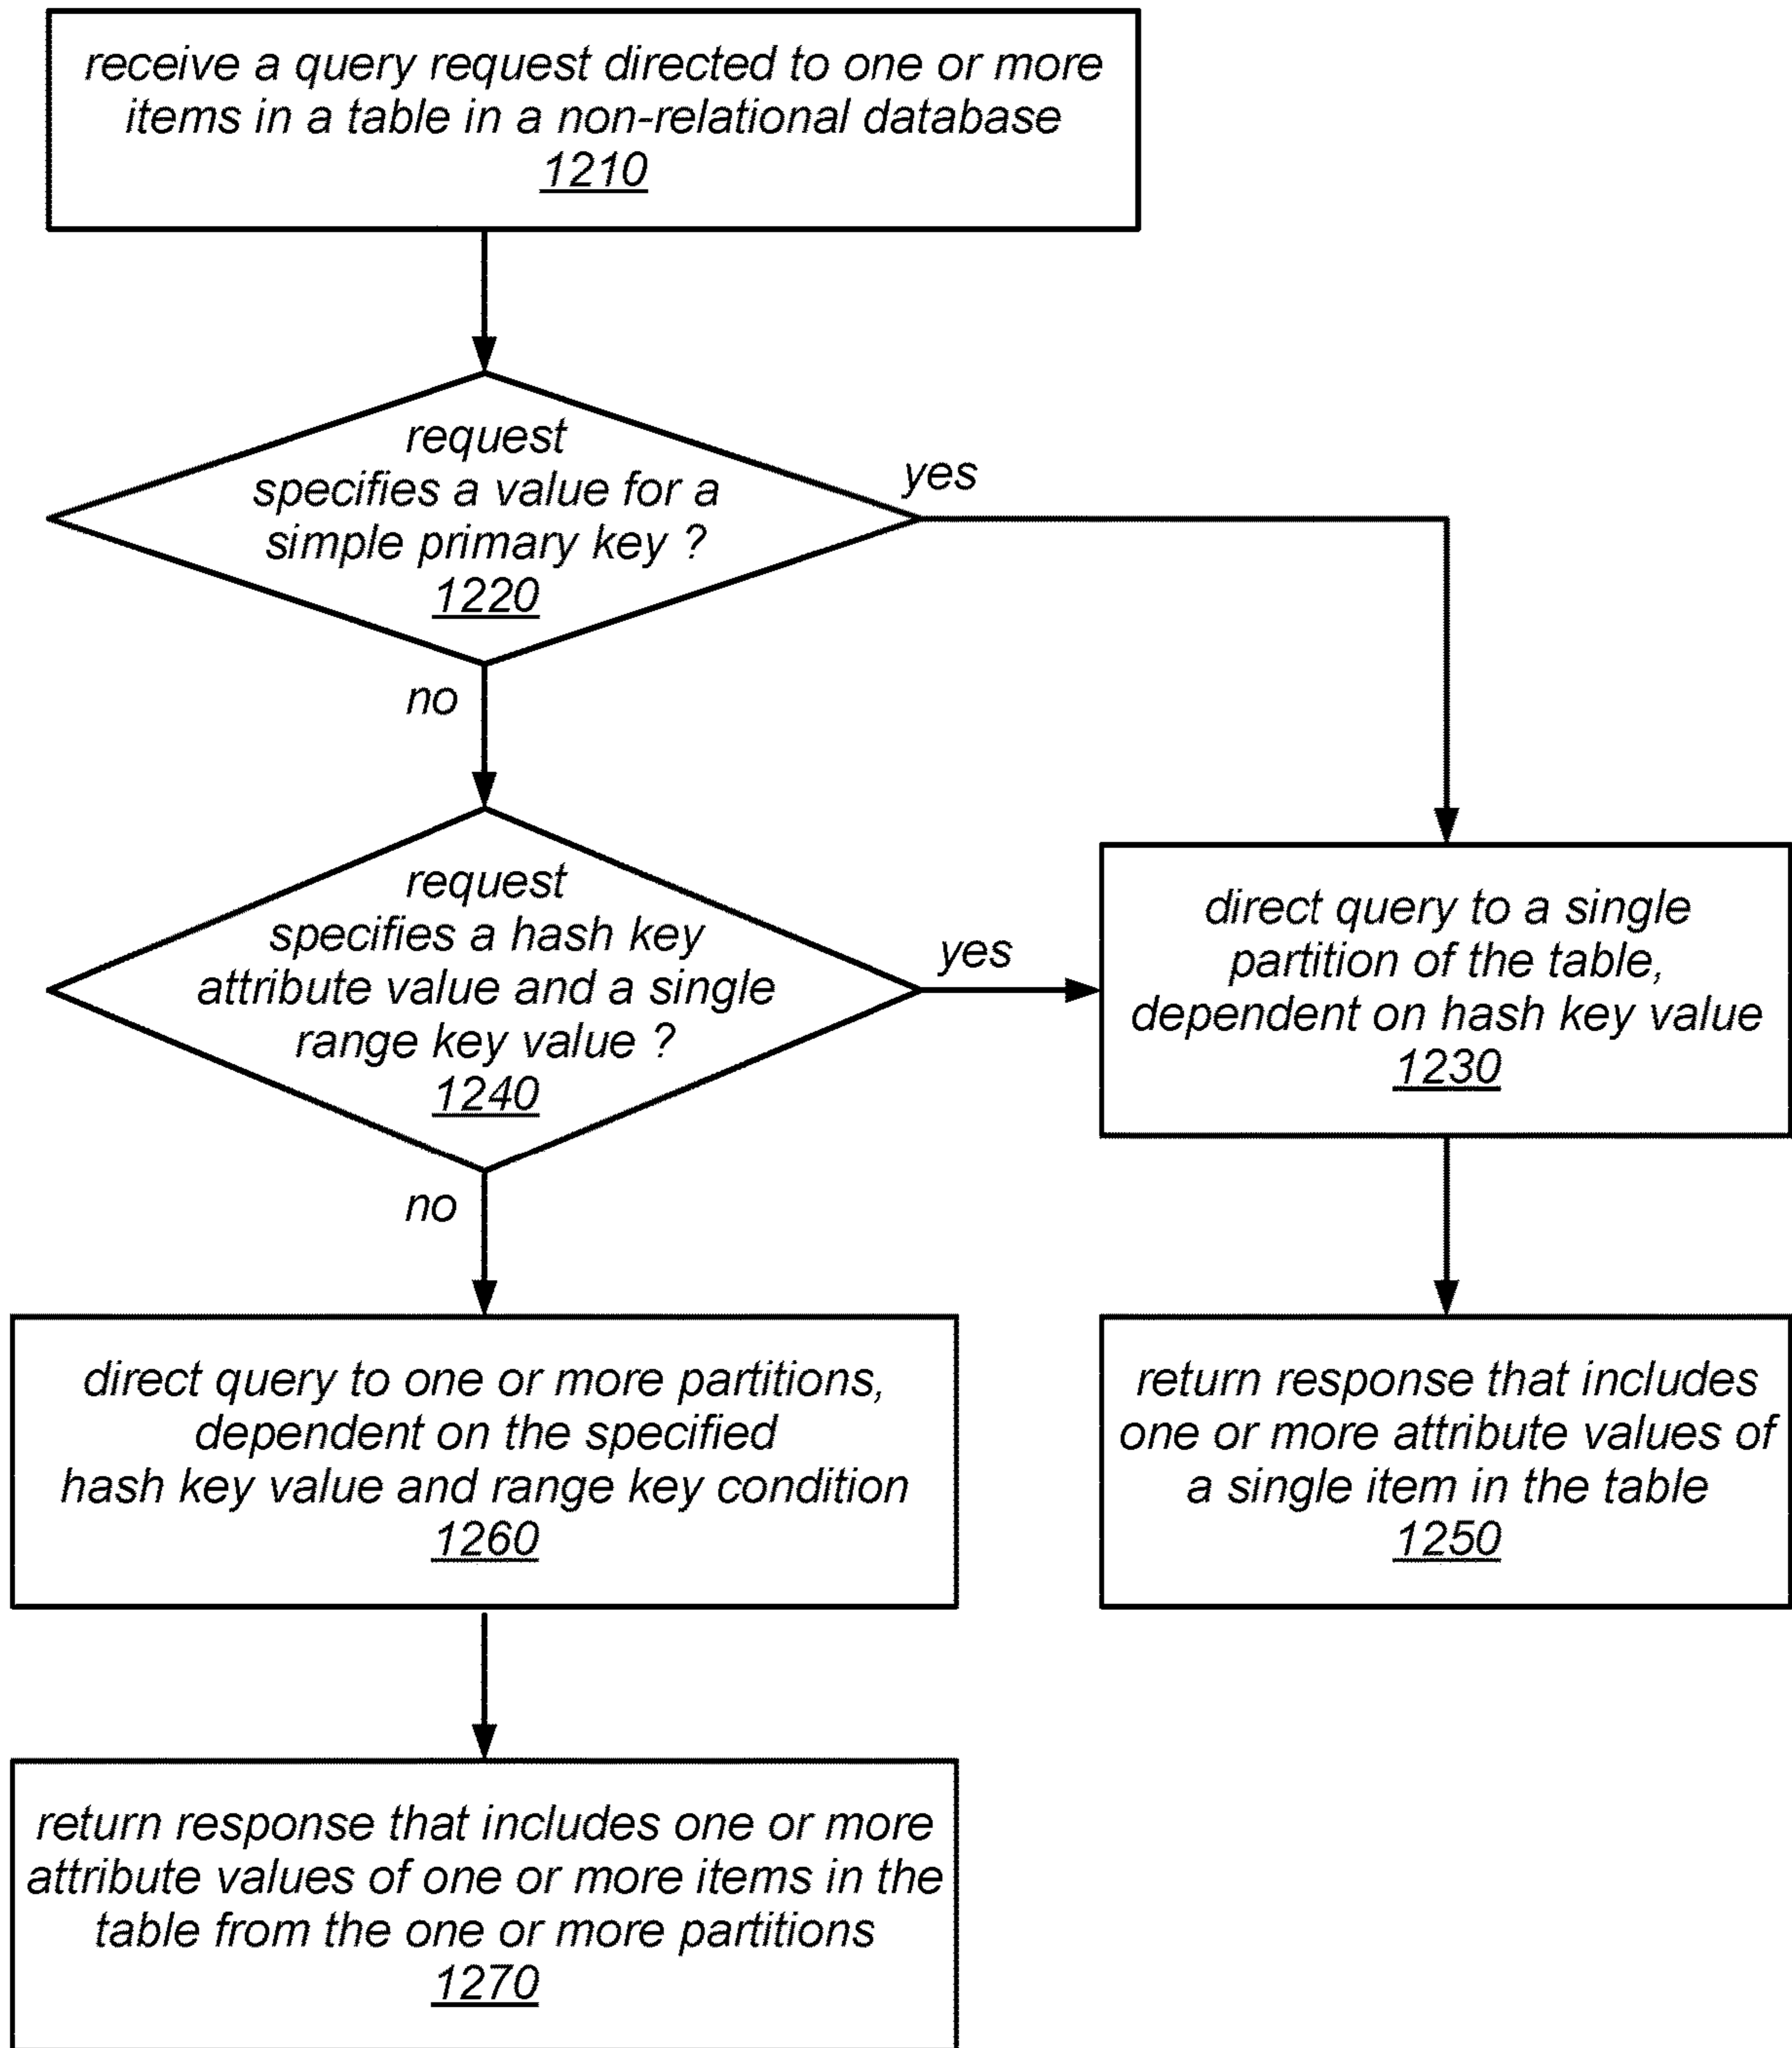 receive a query request directed to one or more
items in a table in a non-relational database
1210
request
specifies a value for a
simple primary key ?
1220
yes
no
request
specifies a hash key
attribute value and a single
range key value ?
1240
yes
no
direct query to a single
partition of the table,
dependent on hash key value
1230
direct query to one or more partitions,
dependent on the specified
hash key value and range key condition
1260
return response that includes
one or more attribute values of
a single item in the table
1250
return response that includes one or more
attribute values of one or more items in the
table from the one or more partitions
1270